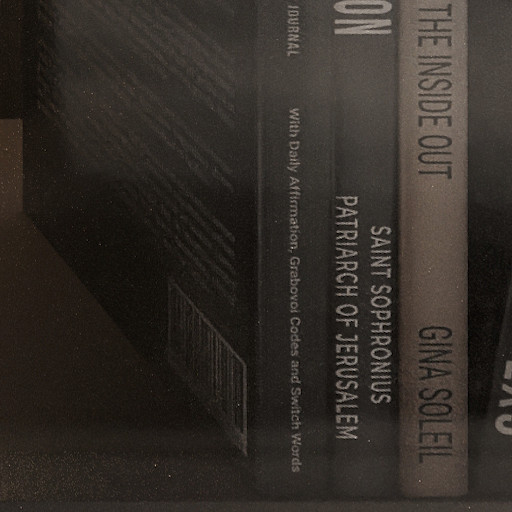 JOURNAL
With Daily Affirmation, Grabovoi Codes and Switch Words
ON
SAINT SOPHRONIUS
PATRIARCH OF JERUSALEM
THE INSIDE OUT
GINA SOLEIL